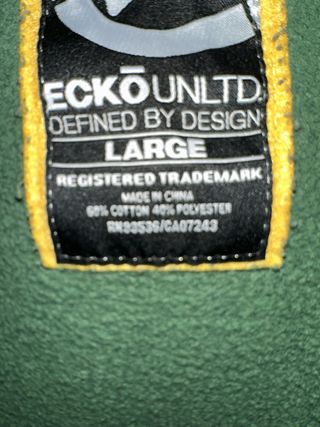 ECKŌUNLTD
DEFINED BY DESIGN
LARGE
REGISTERED TRADEMARK
MADE IN CHINA
60% COTTON 40% POLYESTER
RN93536/CA07243